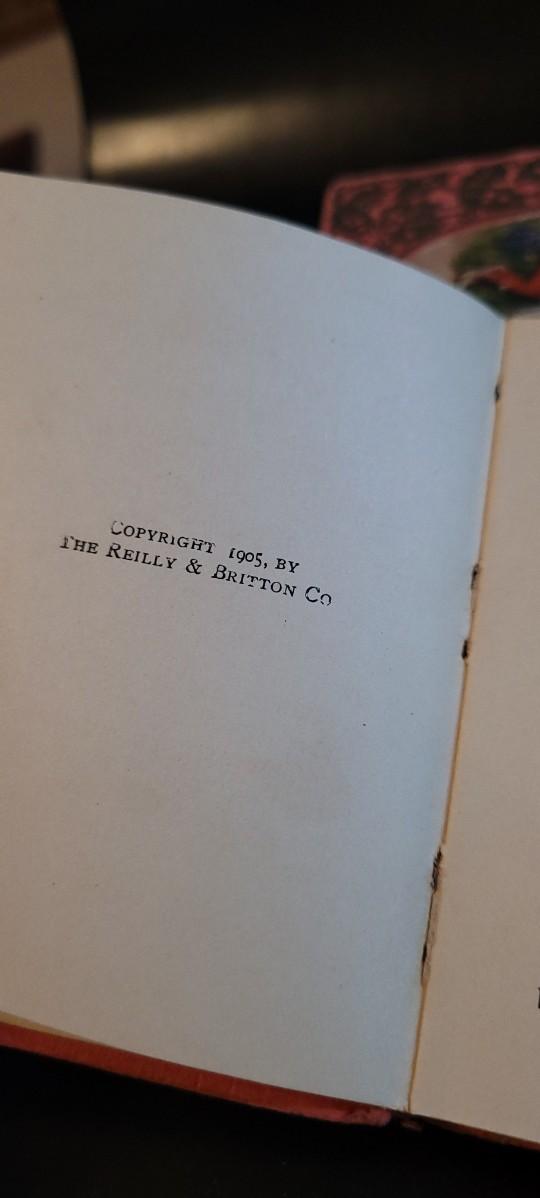 COPYRIGHT 1905, BY
THE REILLY & BRITTON CO